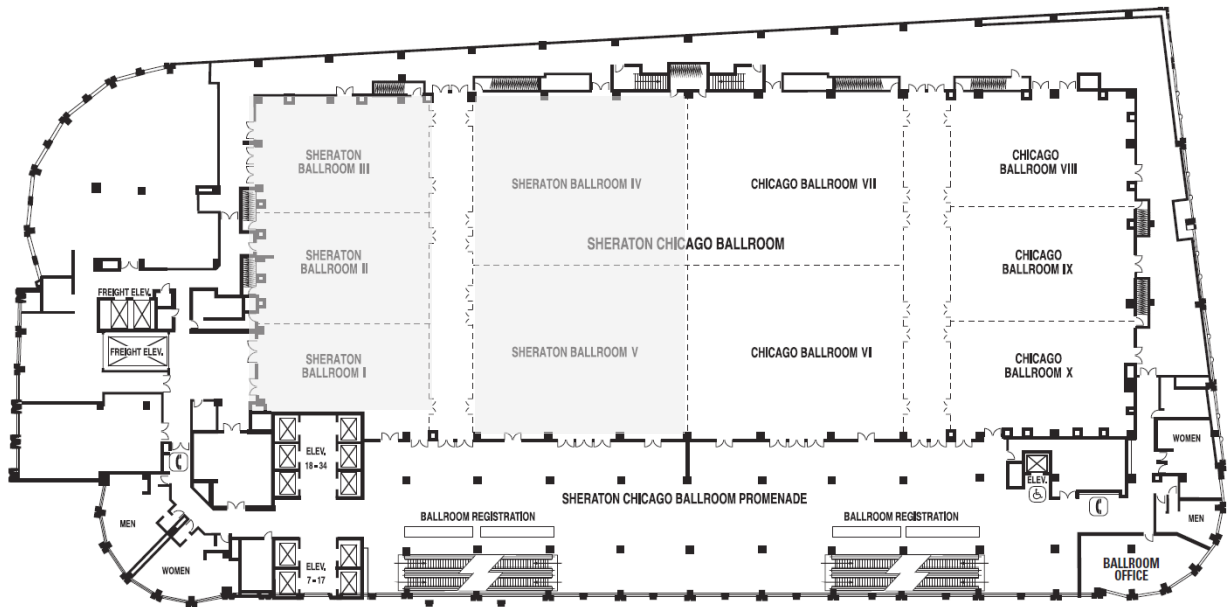 SHERATON
BALLROOM III
SHERATON BALLROOM IV
CHICAGO BALLROOM VII
CHICAGO
BALLROOM VIII
SHERATON CHICAGO BALLROOM
SHERATON
BALLROOM II
CHICAGO
BALLROOM IX
FREIGHT ELEV.
FREIGHT ELEV.
SHERATON
BALLROOM I
SHERATON BALLROOM V
CHICAGO BALLROOM VI
CHICAGO
BALLROOM X
WOMEN
ELEV.
18-34
ELEV.
SHERATON CHICAGO BALLROOM PROMENADE
MEN
BALLROOM REGISTRATION
BALLROOM REGISTRATION
MEN
WOMEN
ELEV.
7-17
BALLROOM
OFFICE